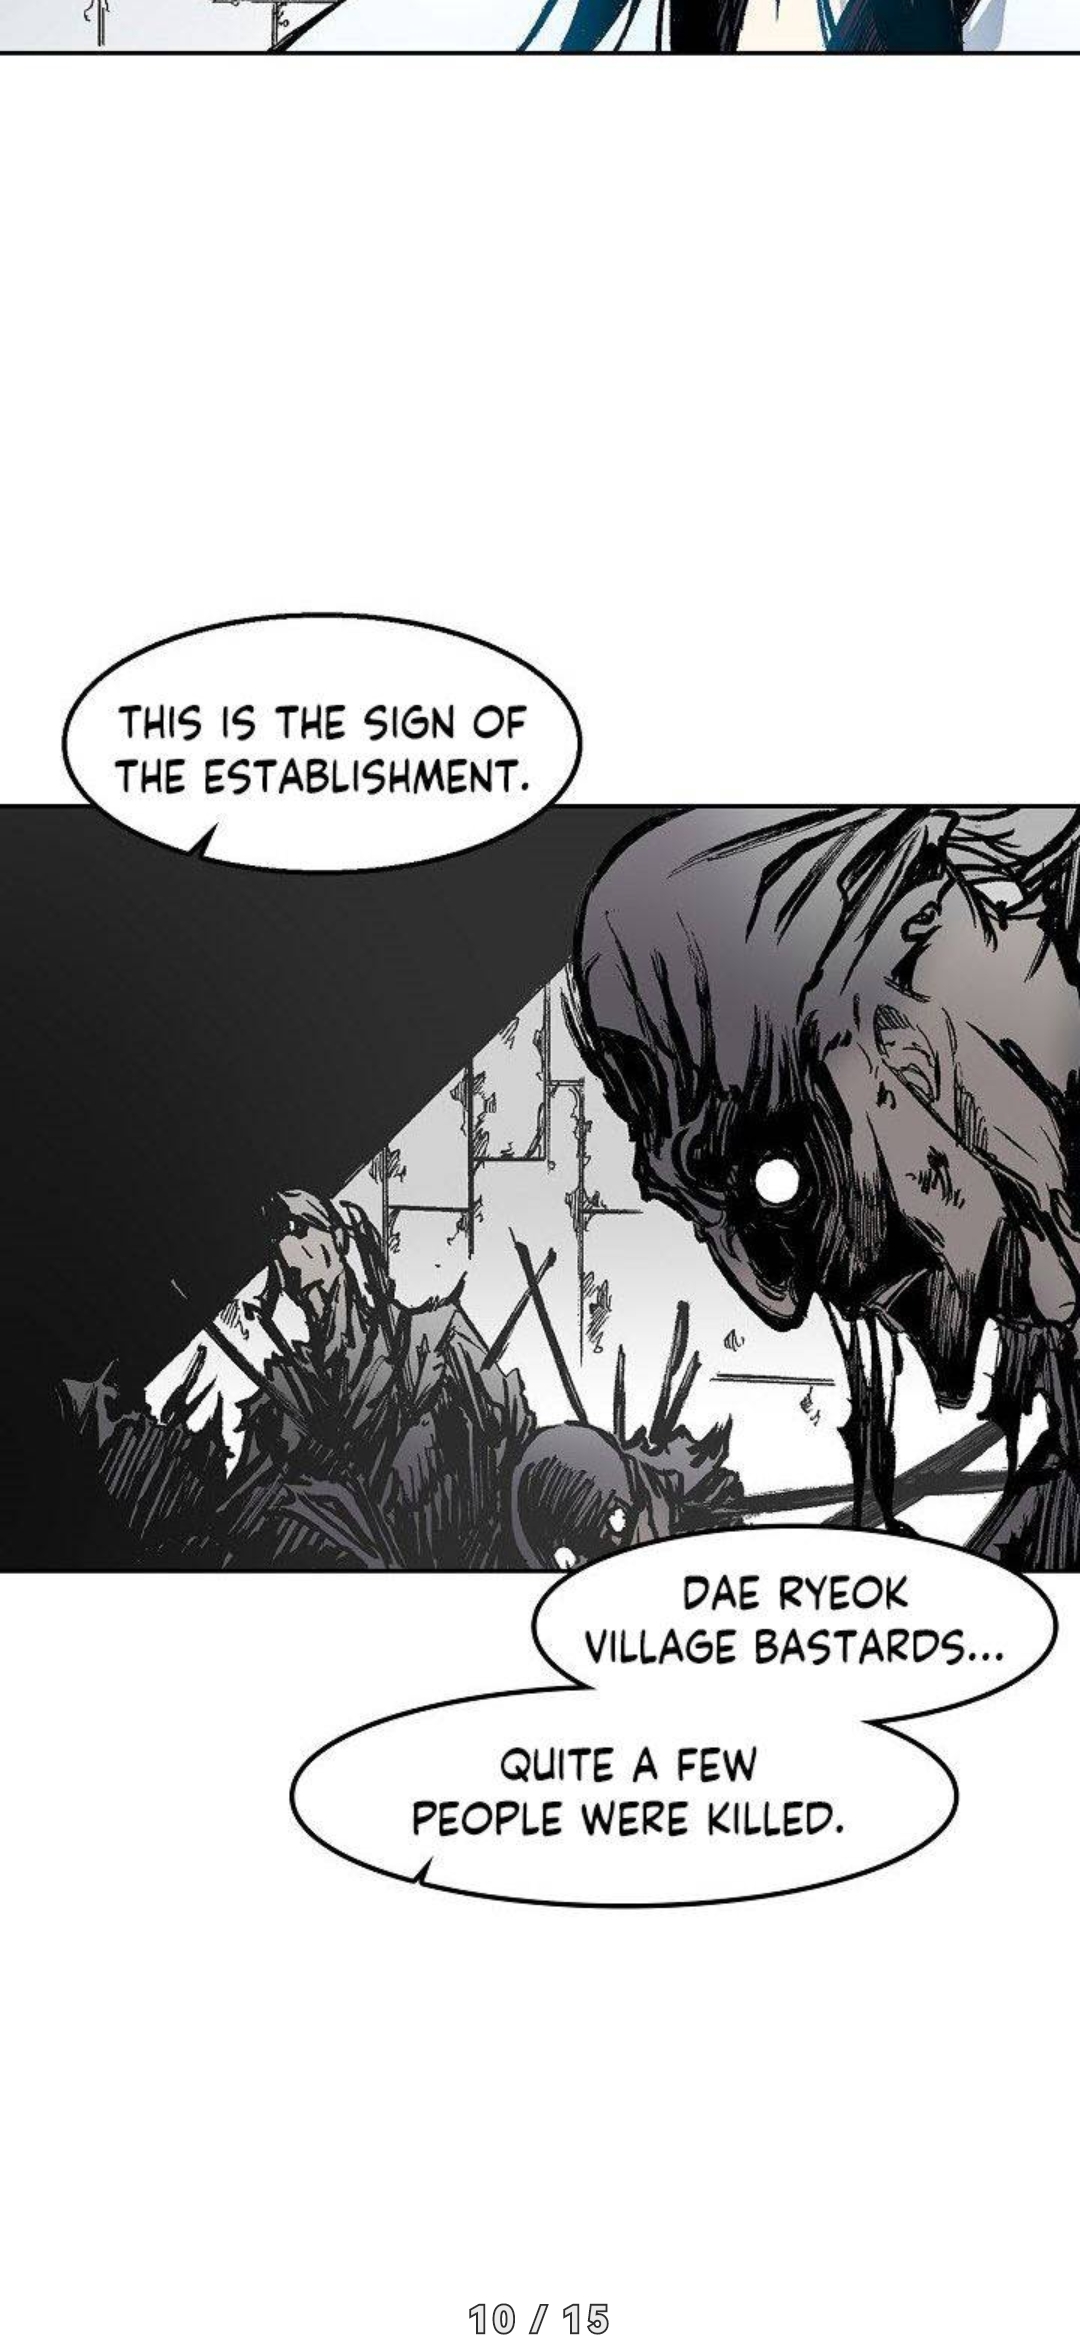 THIS IS THE SIGN OF
THE ESTABLISHMENT.
DAE RYEOK
VILLAGE BASTARDS...
QUITE A FEW
PEOPLE WERE KILLED.
10 / 15